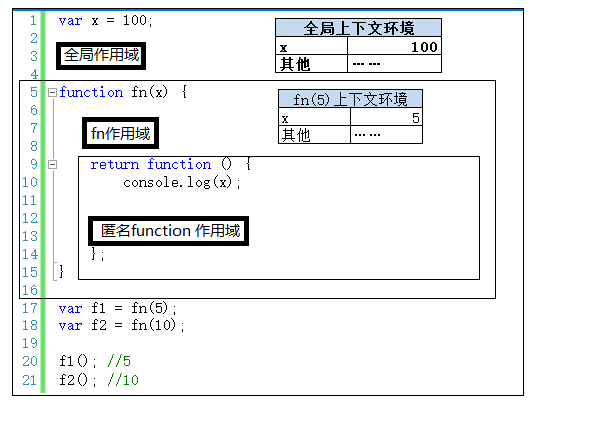 1 var x = 100;
全局上下文环境
x 100
其他 ……
2
3 全局作用域
4
5 function fn(x) {
fn(5)上下文环境
x 5
其他 ……
6
7 fn作用域
8
9 return function () {
10 console.log(x);
11
12
13 匿名function 作用域
14 };
15 }
16
17 var f1 = fn(5);
18 var f2 = fn(10);
19
20 f1(); //5
21 f2(); //10